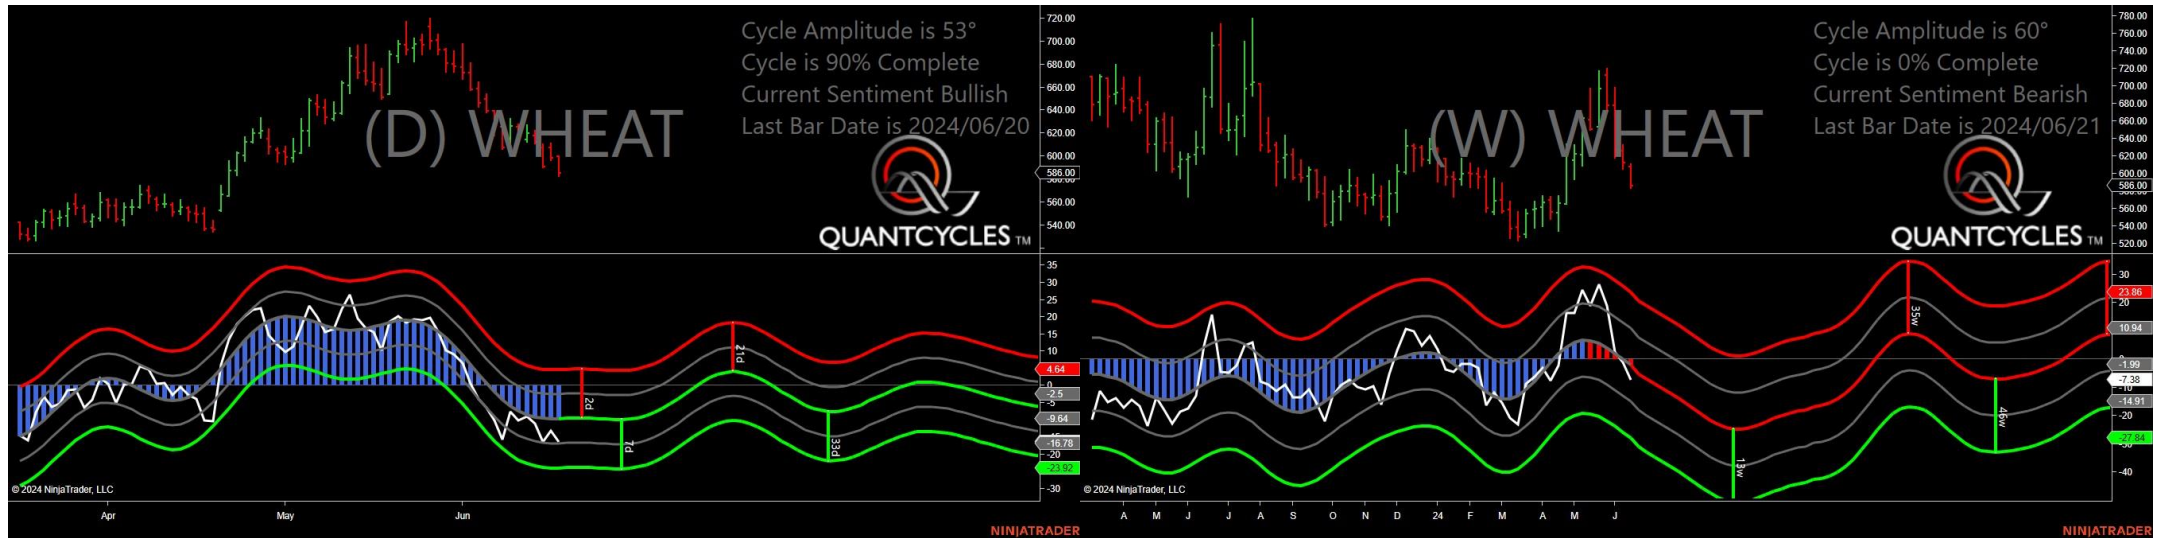 Cycle Amplitude is 53°
Cycle is 90% Complete
Current Sentiment Bullish
Last Bar Date is 2024/06/20
(D) WHEAT
QUANTCYCLES TM
720.00
700.00
680.00
660.00
640.00
620.00
600.00
586.00
560.00
540.00
35
30
25
20
15
10
4.64
0
-2.5
-5
-9.64
-16.78
-20
-23.92
-30
2d
7d
21d
33d
© 2024 NinjaTrader, LLC
Apr May Jun
NINJATRADER
Cycle Amplitude is 60°
Cycle is 0% Complete
Current Sentiment Bearish
Last Bar Date is 2024/06/21
(W) WHEAT
QUANTCYCLES TM
780.00
760.00
740.00
720.00
700.00
680.00
660.00
640.00
620.00
600.00
586.00
560.00
540.00
520.00
30
23.86
20
10.94
-1.99
-7.38
-10
-14.91
-20
-27.84
-40
13w
35w
46w
© 2024 NinjaTrader, LLC
A M J J A S O N D 24 F M A M J
NINJATRADER